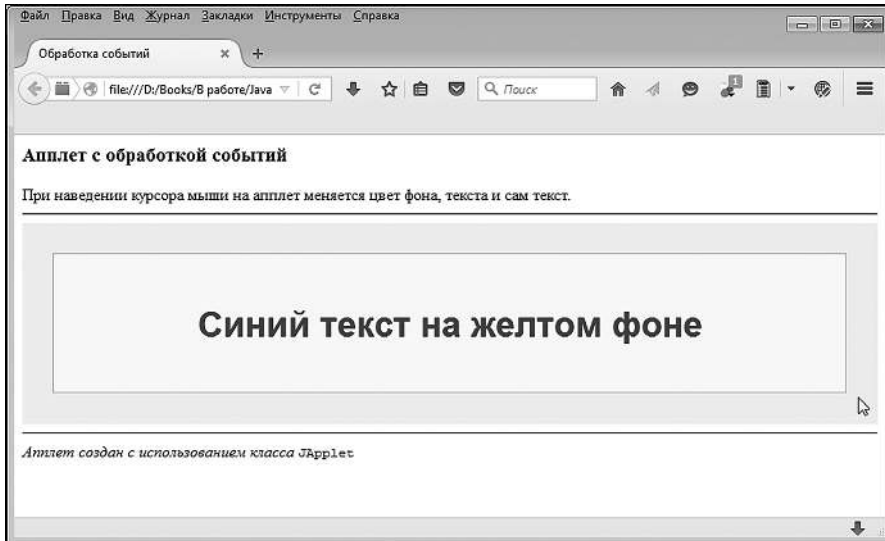 Файл Правка Вид Журнал Закладки Инструменты Справка
Обработка событий
file:///D:/Books/В работе/Java
Поиск
1
Апплет с обработкой событий
При наведении курсора мыши на апплет меняется цвет фона, текста и сам текст.
Синий текст на желтом фоне
Апплет создан с использованием класса JApplet